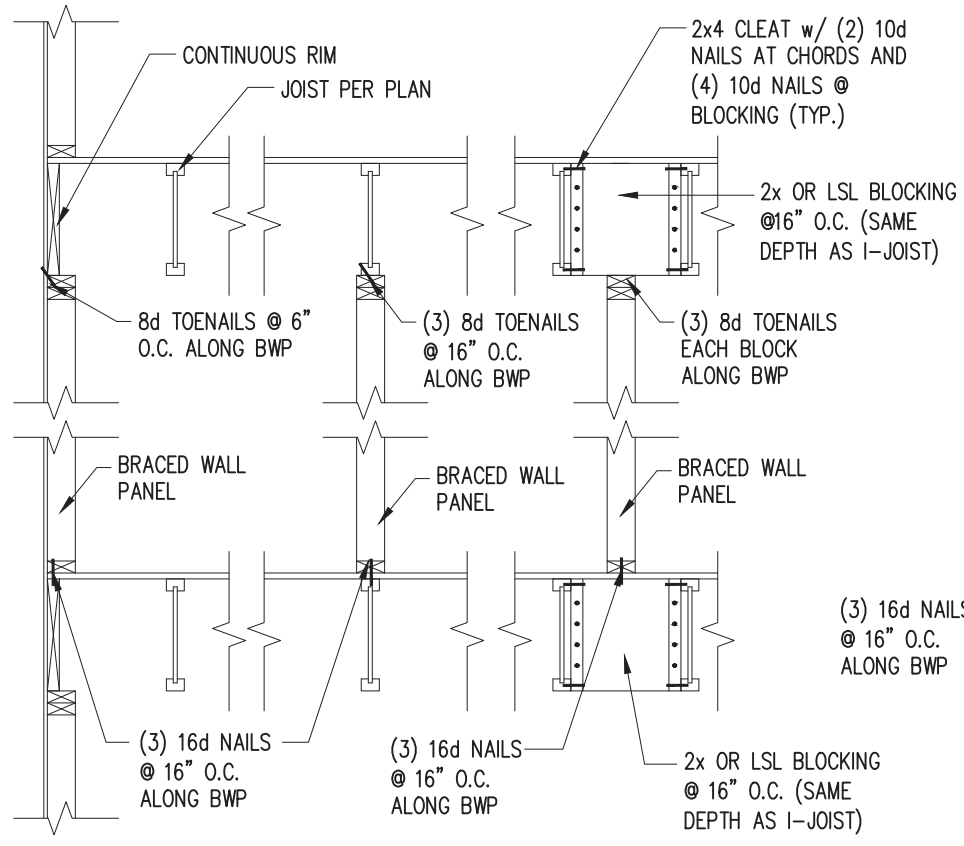 CONTINUOUS RIM
JOIST PER PLAN
2x4 CLEAT w/ (2) 10d
NAILS AT CHORDS AND
(4) 10d NAILS @
BLOCKING (TYP.)
2x OR LSL BLOCKING
@16" O.C. (SAME
DEPTH AS I-JOIST)
8d TOENAILS @ 6"
O.C. ALONG BWP
(3) 8d TOENAILS
@ 16" O.C.
ALONG BWP
(3) 8d TOENAILS
EACH BLOCK
ALONG BWP
BRACED WALL
PANEL
BRACED WALL
PANEL
BRACED WALL
PANEL
(3) 16d NAILS
@ 16" O.C.
ALONG BWP
(3) 16d NAILS
@ 16" O.C.
ALONG BWP
(3) 16d NAILS
@ 16" O.C.
ALONG BWP
2x OR LSL BLOCKING
@ 16" O.C. (SAME
DEPTH AS I-JOIST)